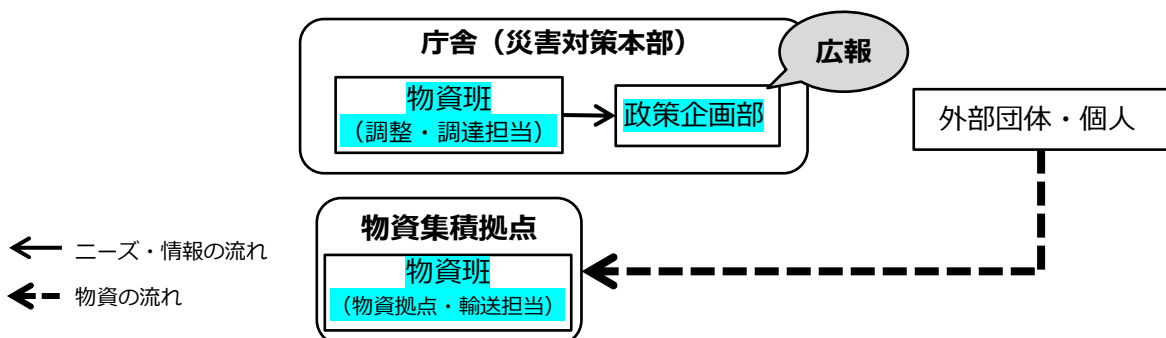 庁舎（災害対策本部）
広報
物資班
（調整・調達担当）
政策企画部
外部団体・個人
物資集積拠点
物資班
（物資拠点・輸送担当）
ニーズ・情報の流れ
物資の流れ